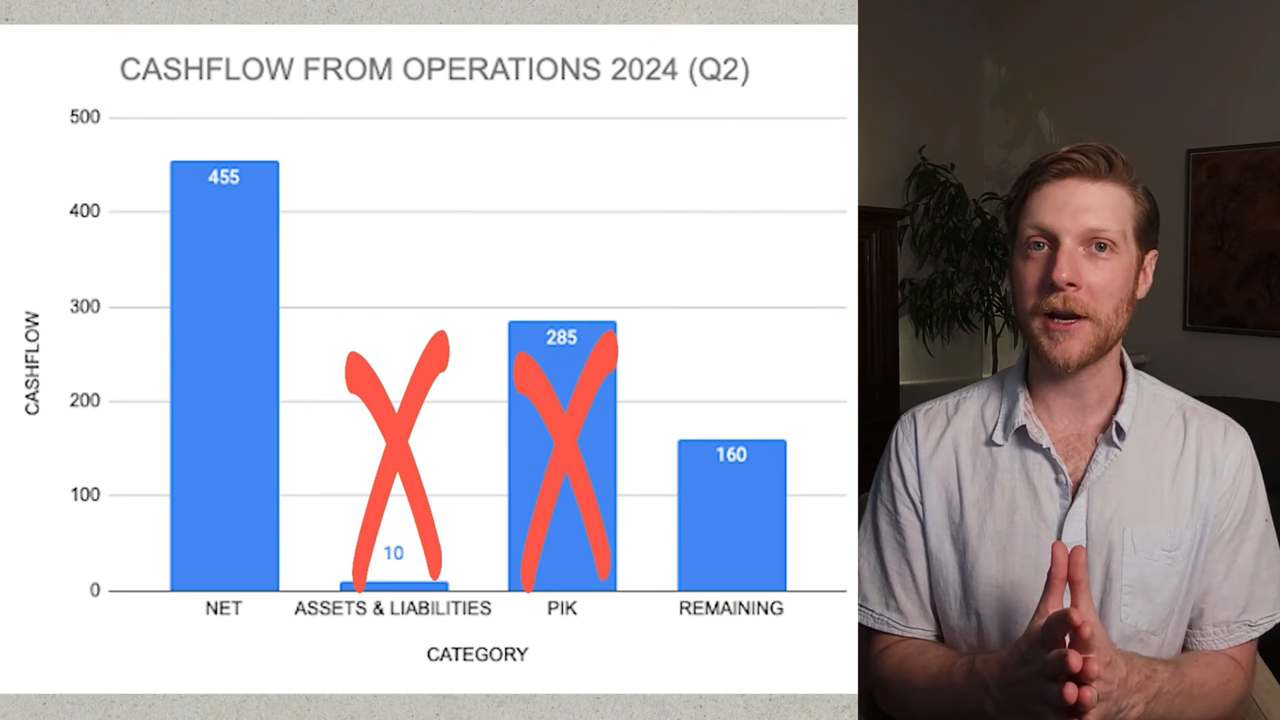 CASHFLOW FROM OPERATIONS 2024 (Q2)
500
400
300
200
100
0
CASHFLOW
455
10
285
160
NET
ASSETS & LIABILITIES
PIK
REMAINING
CATEGORY